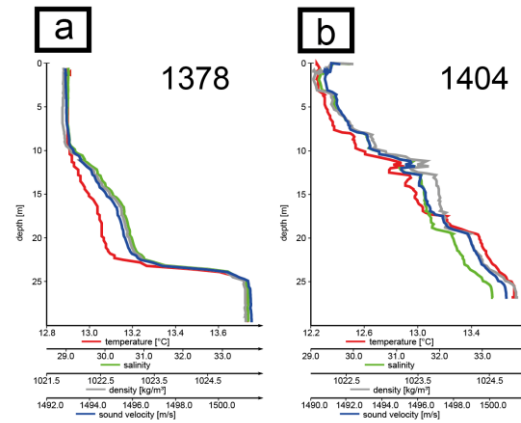 a
1378
0
5
10
15
20
25
depth [m]
12.8 13.0 13.2 13.4 13.6
temperature [°C]
29.0 30.0 31.0 32.0 33.0
salinity
1021.5 1022.5 1023.5 1024.5
density [kg/m³]
1492.0 1494.0 1496.0 1498.0 1500.0
sound velocity [m/s]
b
1404
0
5
10
15
20
25
depth [m]
12.2 12.6 13.0 13.4
temperature [°C]
29.0 30.0 31.0 32.0 33.0
salinity
1022.5 1023.5 1024.5
density [kg/m³]
1490.0 1492.0 1494.0 1496.0 1498.0 1500.0
sound velocity [m/s]